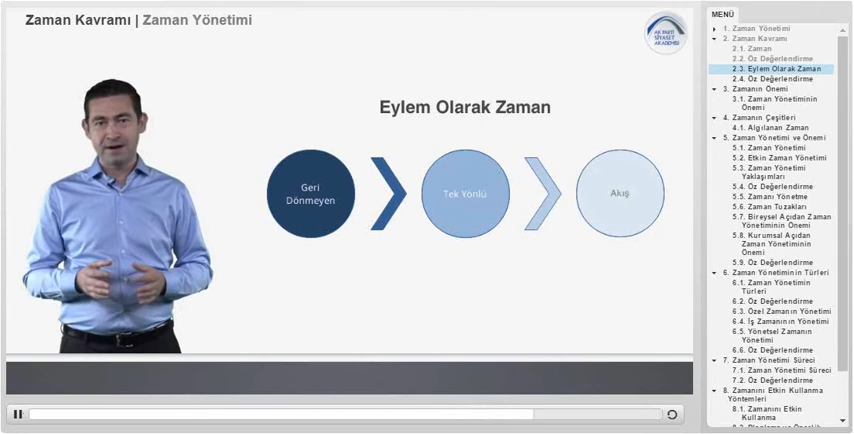 Zaman Kavramı | Zaman Yönetimi
AK PARTİ
SİYASET
AKADEMİSİ
Eylem Olarak Zaman
Geri
Dönmeyen
Tek Yönlü
Akış
MENÜ
1. Zaman Yönetimi
2. Zaman Kavramı
2.1. Zaman
2.2. Öz Değerlendirme
2.3. Eylem Olarak Zaman
2.4. Öz Değerlendirme
3. Zamanın Önemi
3.1. Zaman Yönetiminin
Önemi
4. Zamanın Çeşitleri
4.1. Algılanan Zaman
5. Zaman Yönetimi ve Önemi
5.1. Zaman Yönetimi
5.2. Etkin Zaman Yönetimi
5.3. Zaman Yönetimi
Yaklaşımları
5.4. Öz Değerlendirme
5.5. Zamanı Yönetme
5.6. Zaman Tuzakları
5.7. Bireysel Açıdan Zaman
Yönetiminin Önemi
5.8. Kurumsal Açıdan
Zaman Yönetiminin
Önemi
5.9. Öz Değerlendirme
6. Zaman Yönetiminin Türleri
6.1. Zaman Yönetimin
Türleri
6.2. Öz Değerlendirme
6.3. Özel Zamanın Yönetimi
6.4. İş Zamanının Yönetimi
6.5. Yönetsel Zamanın
Yönetimi
6.6. Öz Değerlendirme
7. Zaman Yönetimi Süreci
7.1. Zaman Yönetimi Süreci
7.2. Öz Değerlendirme
8. Zamanını Etkin Kullanma
Yöntemleri
8.1. Zamanını Etkin
Kullanma